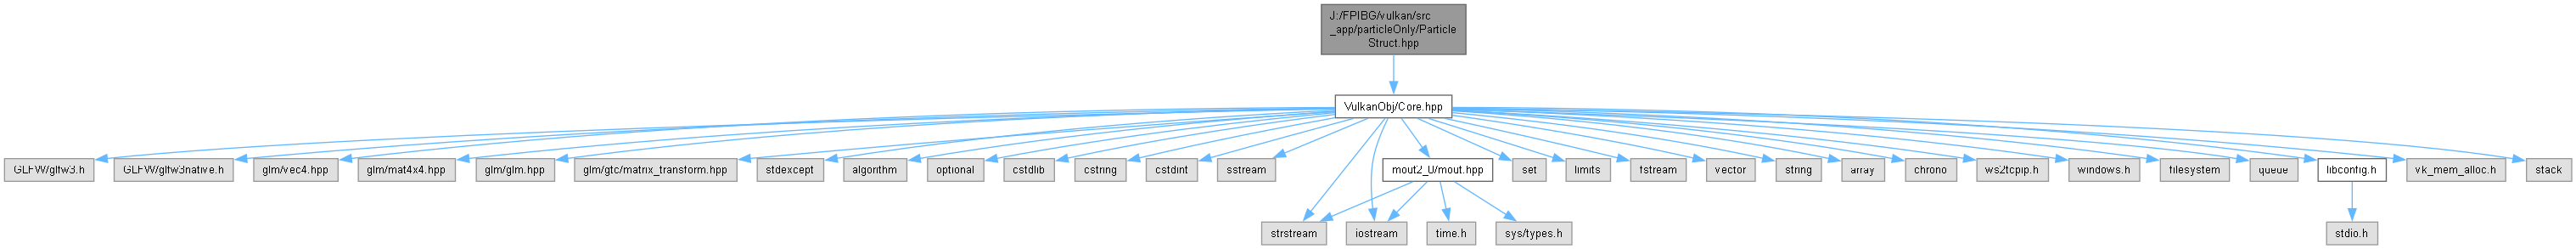 J:/FPIBG/vulkan/src
_app/particleOnly/Particle
Struct.hpp
VulkanObj/Core.hpp
GLFW/glfw3.h
GLFW/glfw3native.h
glm/vec4.hpp
glm/mat4x4.hpp
glm/glm.hpp
glm/gtc/matrix_transform.hpp
stdexcept
algorithm
optional
cstdlib
cstring
cstdint
sstream
mout2_0/mout.hpp
set
limits
fstream
vector
string
array
chrono
ws2tcpip.h
windows.h
filesystem
queue
libconfig.h
vk_mem_alloc.h
stack
strstream
iostream
time.h
sys/types.h
stdio.h